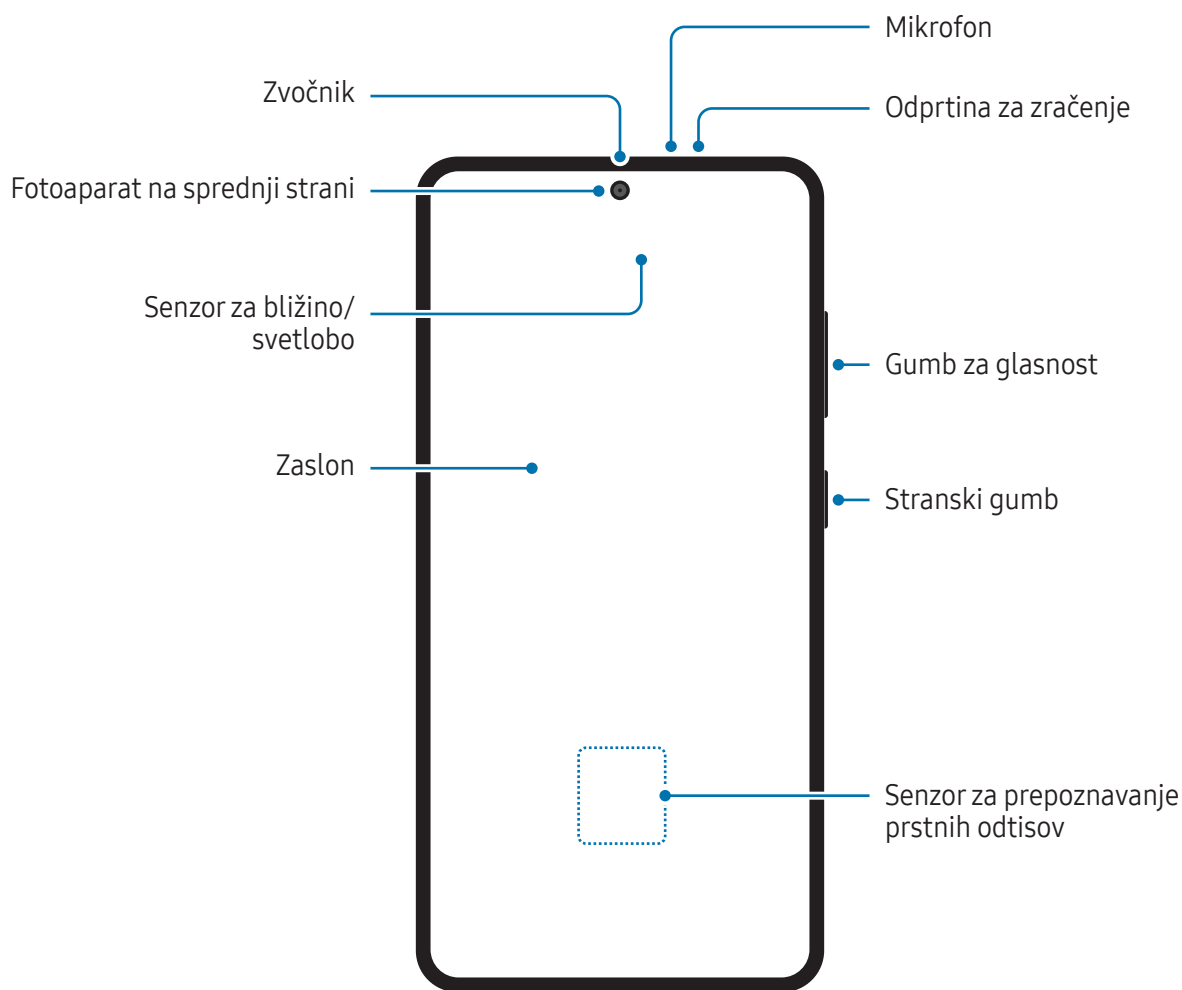 Mikrofon
Zvočnik
Odprtina za zračenje
Fotoaparat na sprednji strani
Senzor za bližino/
svetlobo
Gumb za glasnost
Zaslon
Stranski gumb
Senzor za prepoznavanje
prstnih odtisov